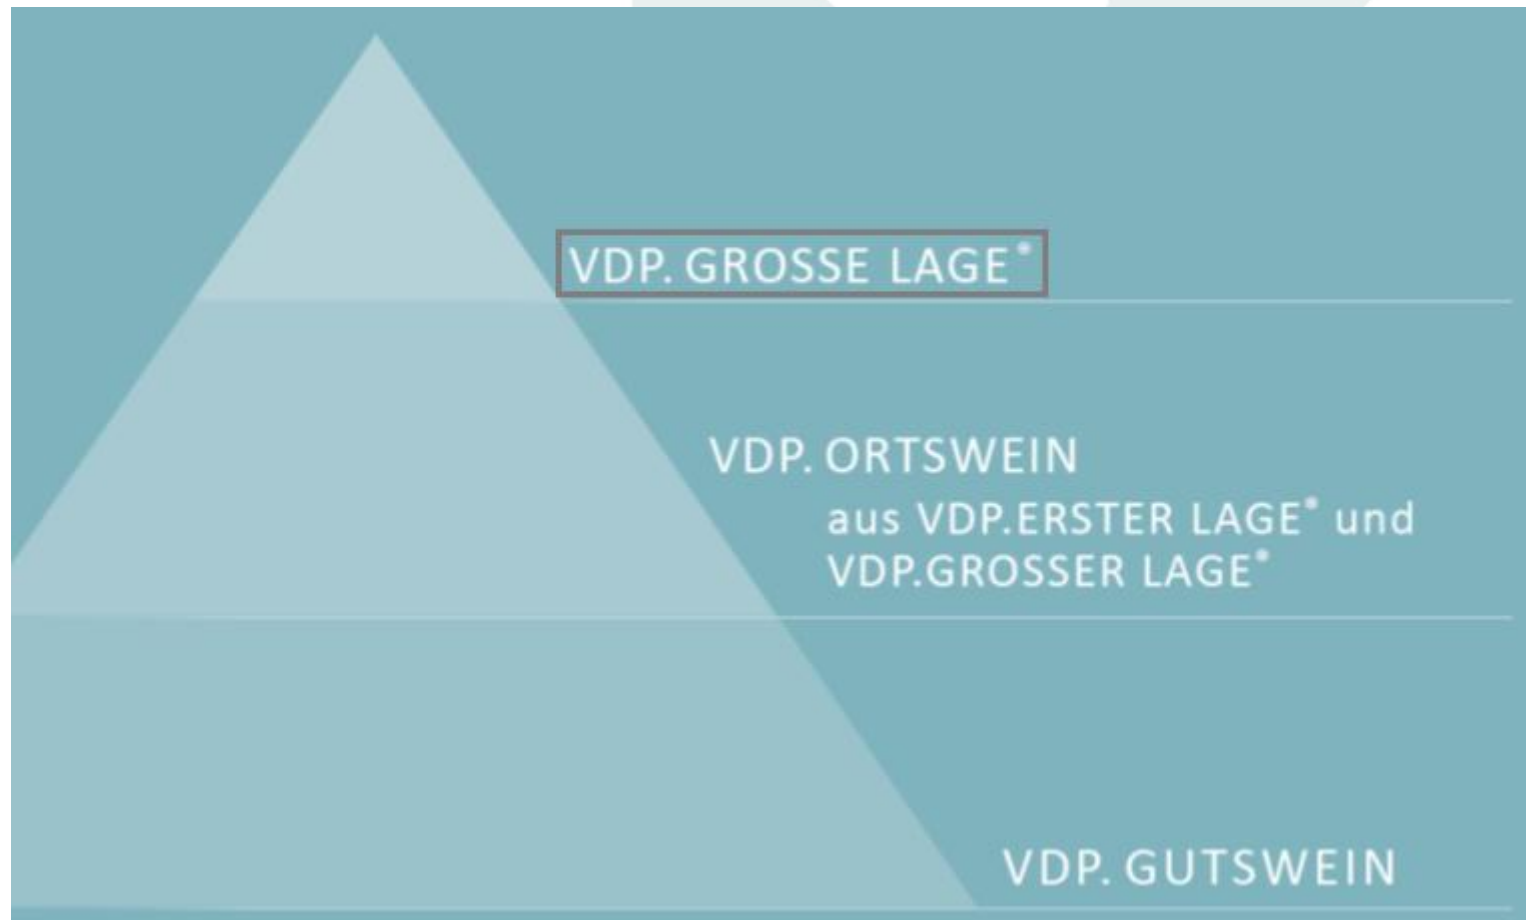 VDP. GROSSE LAGE®
VDP. ORTSWEIN
aus VDP.ERSTER LAGE® und
VDP.GROSSER LAGE®
VDP. GUTSWEIN